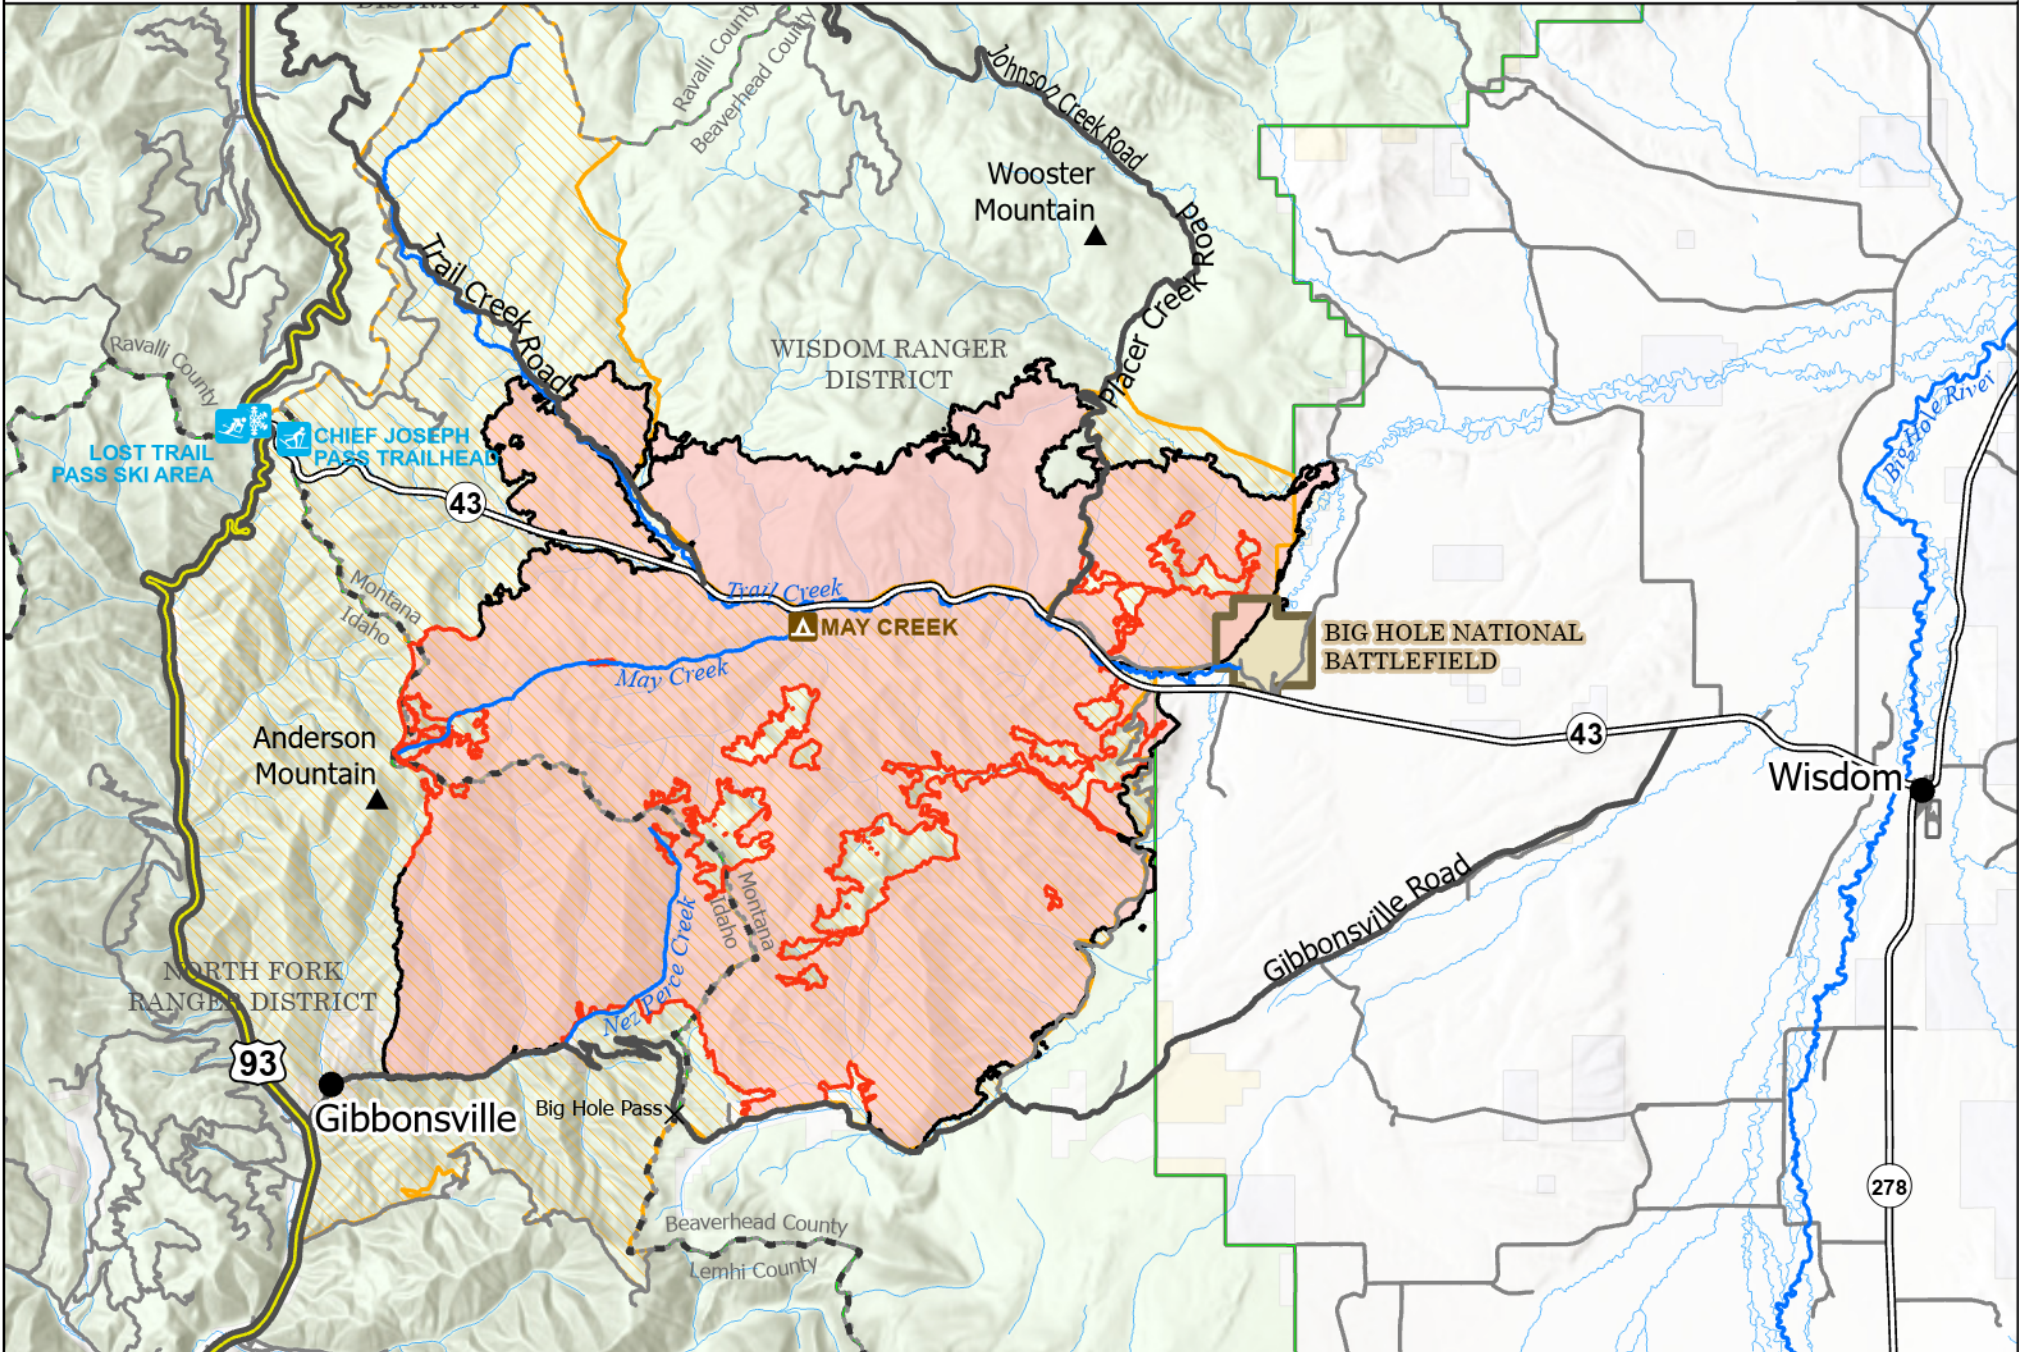 DISTRICT
Ravalli County
Beaverhead County
Johnson Creek Road
Wooster
Mountain
Placer Creek Road
Trail Creek Road
WISDOM RANGER
DISTRICT
Ravalli County
LOST TRAIL
PASS SKI AREA
CHIEF JOSEPH
PASS TRAILHEAD
43
Big Hole River
Montana
Idaho
Trail Creek
MAY CREEK
May Creek
BIG HOLE NATIONAL
BATTLEFIELD
Anderson
Mountain
43
Wisdom
Montana
Idaho
Nez Perce Creek
Gibbonsville Road
NORTH FORK
RANGER DISTRICT
93
Gibbonsville
Big Hole Pass
278
Beaverhead County
Lemhi County